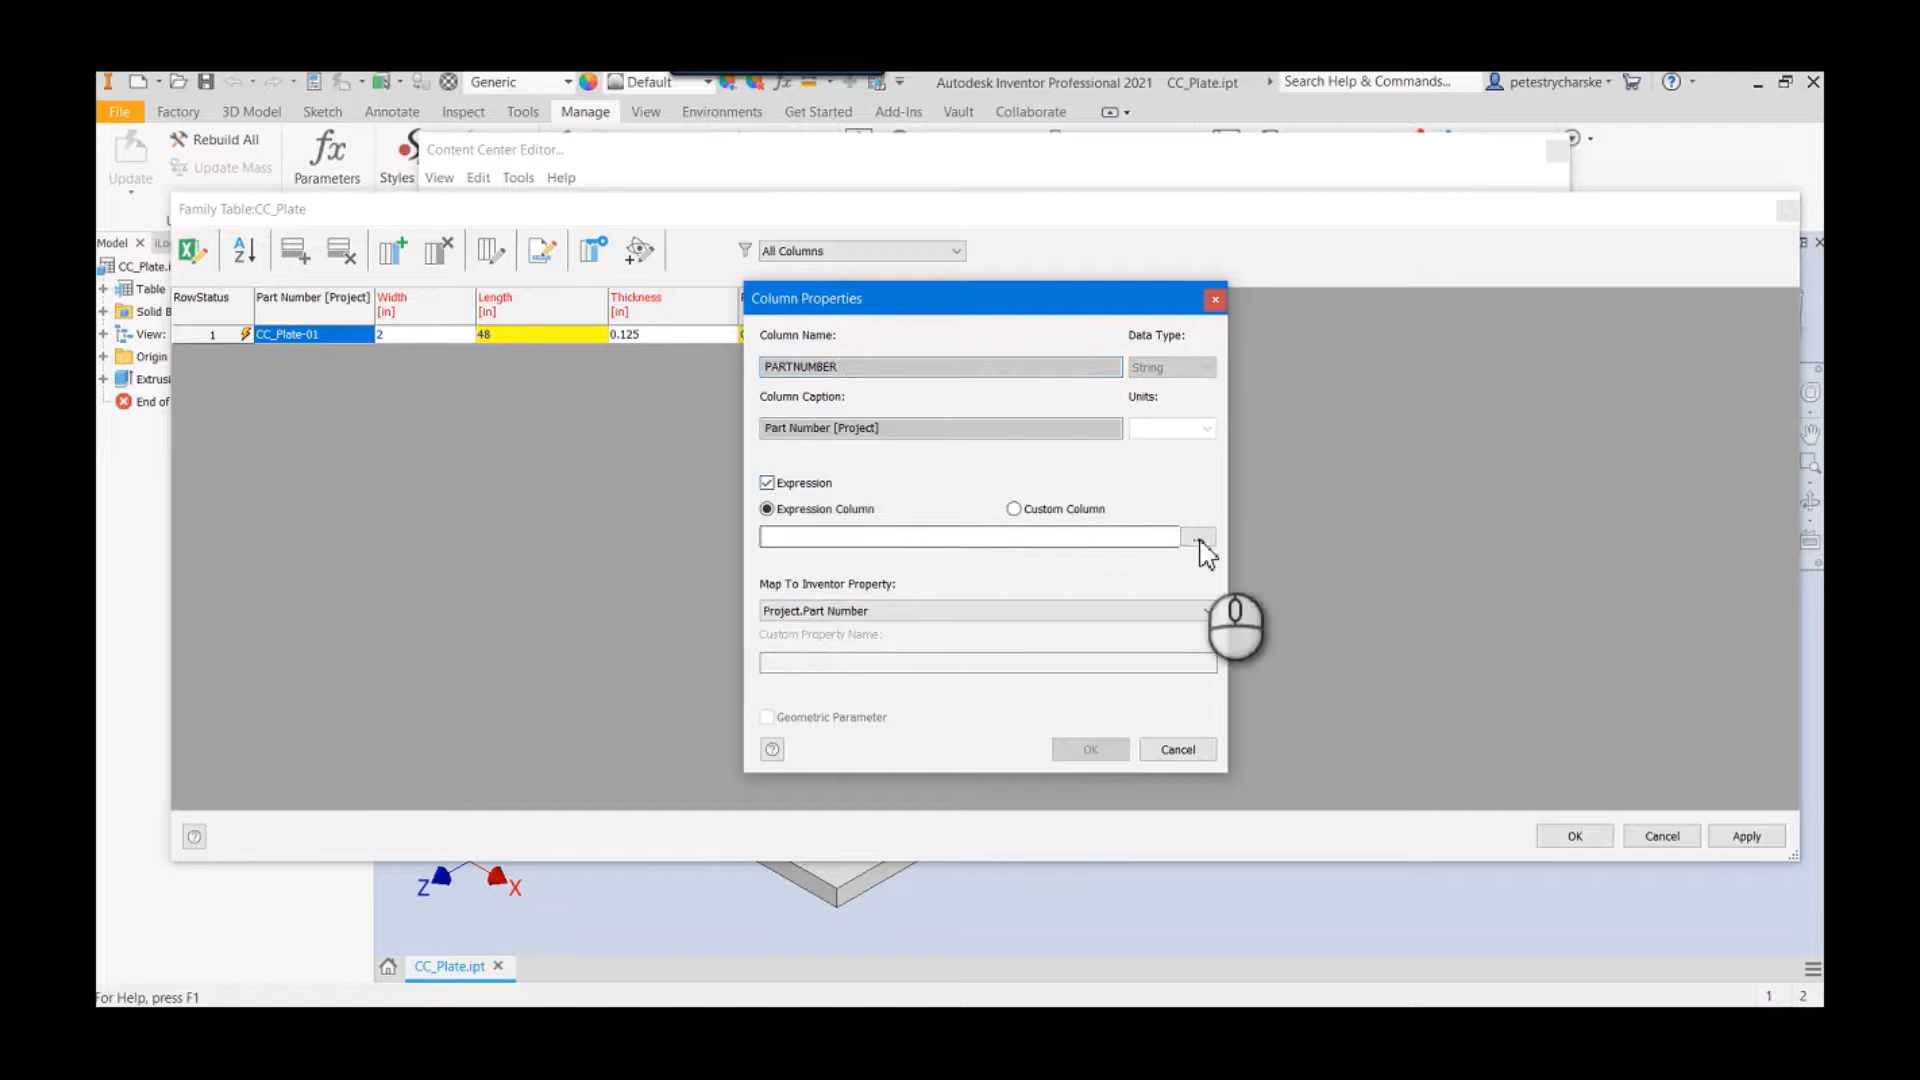 Generic
Default
Autodesk Inventor Professional 2021 CC_Plate.ipt
Search Help & Commands...
petestrycharske
File Factory 3D Model Sketch Annotate Inspect Tools Manage View Environments Get Started Add-Ins Vault Collaborate
Rebuild All
Update Mass
Update
fx
Parameters
Styles
Content Center Editor...
View Edit Tools Help
Family Table:CC_Plate
All Columns
Model
CC_Plate.i
Table
Solid B
View:
Origin
Extrusi
End of
RowStatus Part Number [Project] Width [in] Length [in] Thickness [in]
1 CC_Plate-01 2 48 0.125
Column Properties
Column Name: Data Type:
PARTNUMBER String
Column Caption: Units:
Part Number [Project]
Expression
Expression Column Custom Column
...
Map To Inventor Property:
Project.Part Number
Custom Property Name:
Geometric Parameter
OK Cancel
OK Cancel Apply
Z X
CC_Plate.ipt
For Help, press F1
1 2